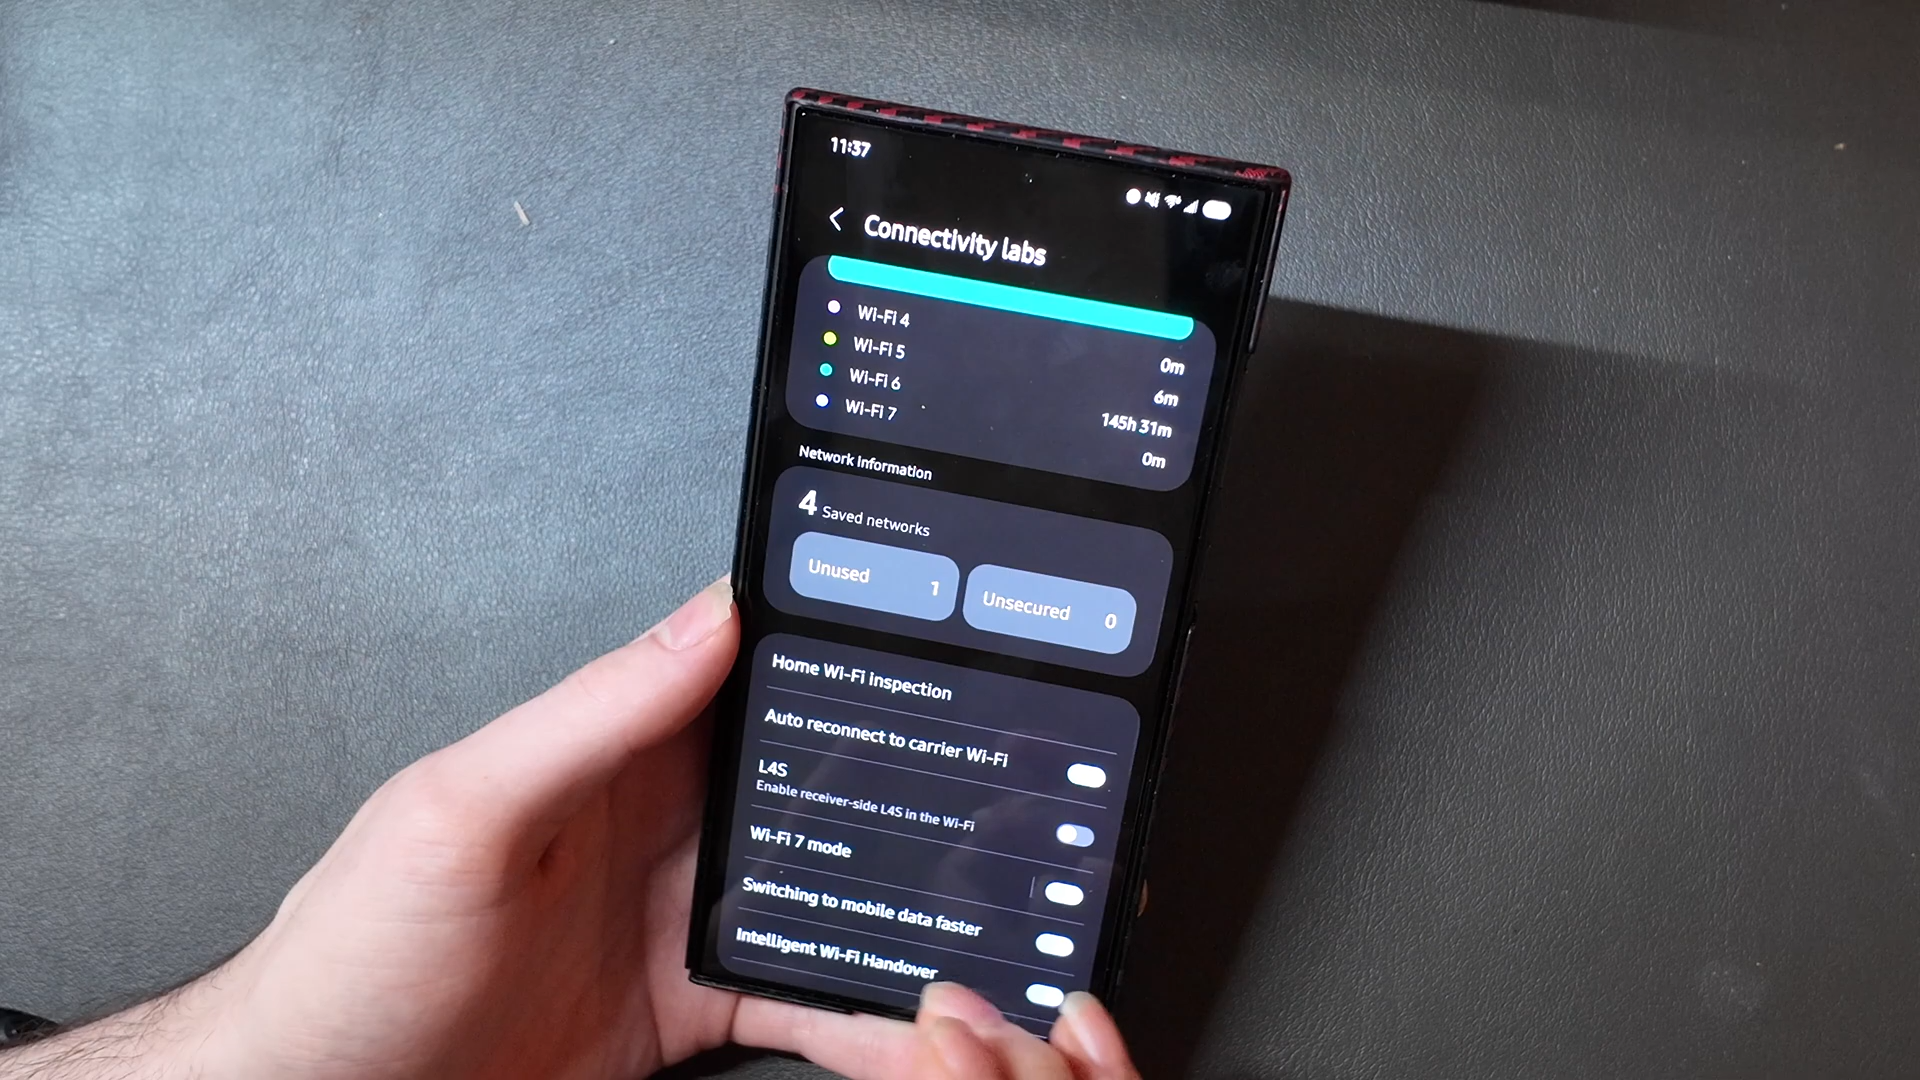 11:37
Connectivity labs
Wi-Fi 4 0m
Wi-Fi 5 6m
Wi-Fi 6 145h 31m
Wi-Fi 7 0m
Network information
4 Saved networks
Unused 1
Unsecured 0
Home Wi-Fi inspection
Auto reconnect to carrier Wi-Fi
L4S
Enable receiver-side L4S in the Wi-Fi
Wi-Fi 7 mode
Switching to mobile data faster
Intelligent Wi-Fi Handover